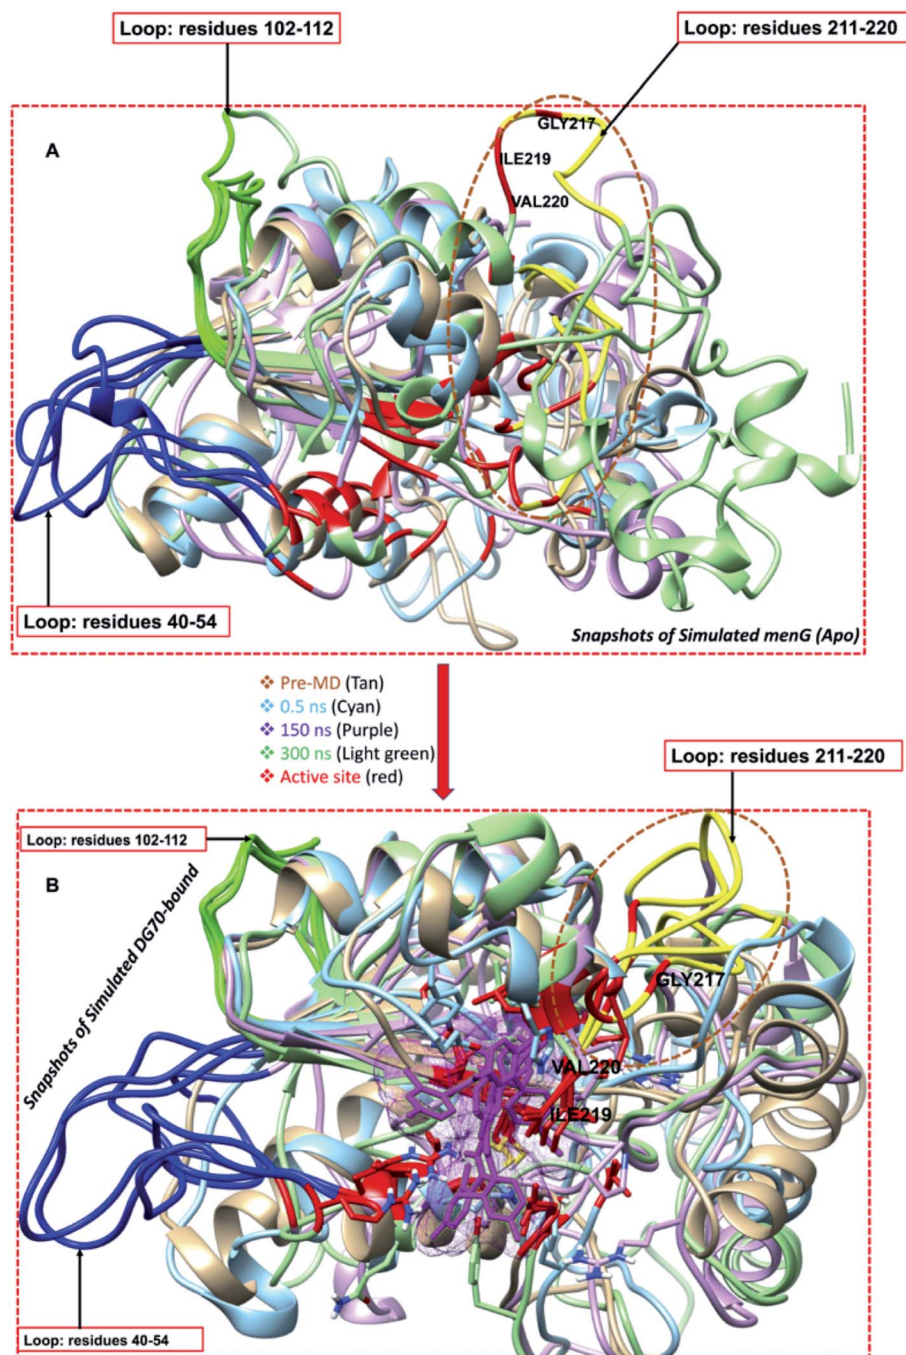 Loop: residues 102-112
Loop: residues 211-220
A
GLY217
ILE219
VAL220
Loop: residues 40-54
Snapshots of Simulated menG (Apo)
❖ Pre-MD (Tan)
❖ 0.5 ns (Cyan)
❖ 150 ns (Purple)
❖ 300 ns (Light green)
❖ Active site (red)
Loop: residues 211-220
Loop: residues 102-112
B
Snapshots of Simulated DG70-bound
GLY217
VAL220
ILE219
Loop: residues 40-54